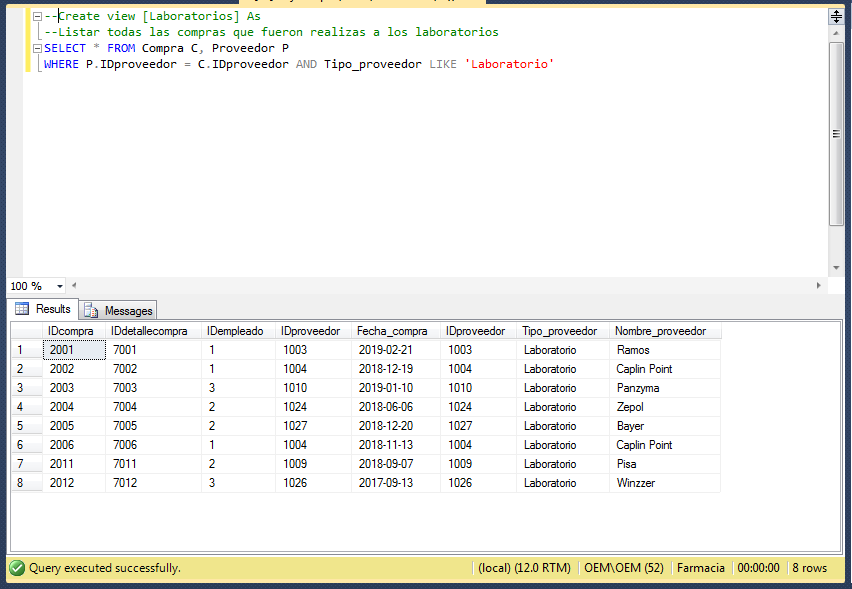 --Create view [Laboratorios] As
--Listar todas las compras que fueron realizas a los laboratorios
SELECT * FROM Compra C, Proveedor P
WHERE P.IDproveedor = C.IDproveedor AND Tipo_proveedor LIKE 'Laboratorio'
100 %
Results Messages
IDcompra IDdetallecompra IDempleado IDproveedor Fecha_compra IDproveedor Tipo_proveedor Nombre_proveedor
1 2001 7001 1 1003 2019-02-21 1003 Laboratorio Ramos
2 2002 7002 1 1004 2018-12-19 1004 Laboratorio Caplin Point
3 2003 7003 3 1010 2019-01-10 1010 Laboratorio Panzyma
4 2004 7004 2 1024 2018-06-06 1024 Laboratorio Zepol
5 2005 7005 2 1027 2018-12-20 1027 Laboratorio Bayer
6 2006 7006 1 1004 2018-11-13 1004 Laboratorio Caplin Point
7 2011 7011 2 1009 2018-09-07 1009 Laboratorio Pisa
8 2012 7012 3 1026 2017-09-13 1026 Laboratorio Winzzer
Query executed successfully. (local) (12.0 RTM) OEM\OEM (52) Farmacia 00:00:00 8 rows